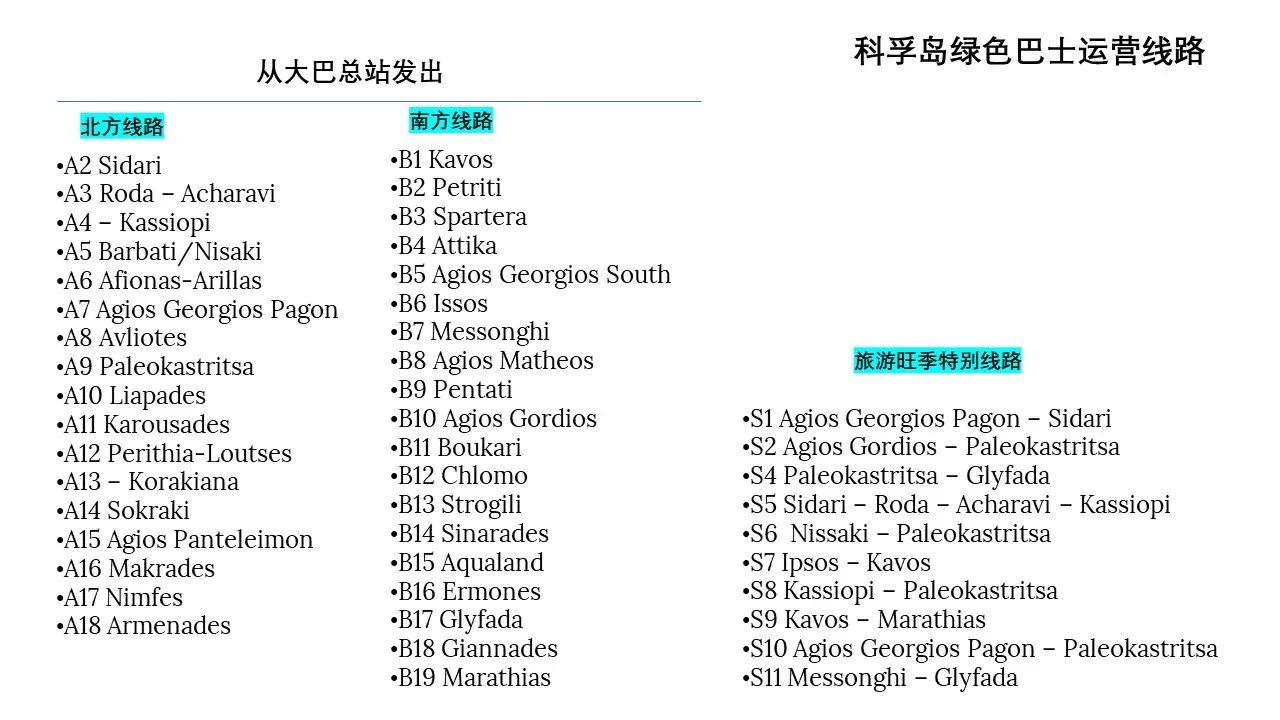 科孚岛绿色巴士运营线路
从大巴总站发出
北方线路
•A2 Sidari
•A3 Roda – Acharavi
•A4 – Kassiopi
•A5 Barbati/Nisaki
•A6 Afionas-Arillas
•A7 Agios Georgios Pagon
•A8 Avliotes
•A9 Paleokastritsa
•A10 Liapades
•A11 Karousades
•A12 Perithia-Loutses
•A13 – Korakiana
•A14 Sokraki
•A15 Agios Panteleimon
•A16 Makrades
•A17 Nimfes
•A18 Armenades
南方线路
•B1 Kavos
•B2 Petriti
•B3 Spartera
•B4 Attika
•B5 Agios Georgios South
•B6 Issos
•B7 Messonghi
•B8 Agios Matheos
•B9 Pentati
•B10 Agios Gordios
•B11 Boukari
•B12 Chlomo
•B13 Strogili
•B14 Sinarades
•B15 Aqualand
•B16 Ermones
•B17 Glyfada
•B18 Giannades
•B19 Marathias
旅游旺季特别线路
•S1 Agios Georgios Pagon – Sidari
•S2 Agios Gordios – Paleokastritsa
•S4 Paleokastritsa – Glyfada
•S5 Sidari – Roda – Acharavi – Kassiopi
•S6  Nissaki – Paleokastritsa
•S7 Ipsos – Kavos
•S8 Kassiopi – Paleokastritsa
•S9 Kavos – Marathias
•S10 Agios Georgios Pagon – Paleokastritsa
•S11 Messonghi – Glyfada